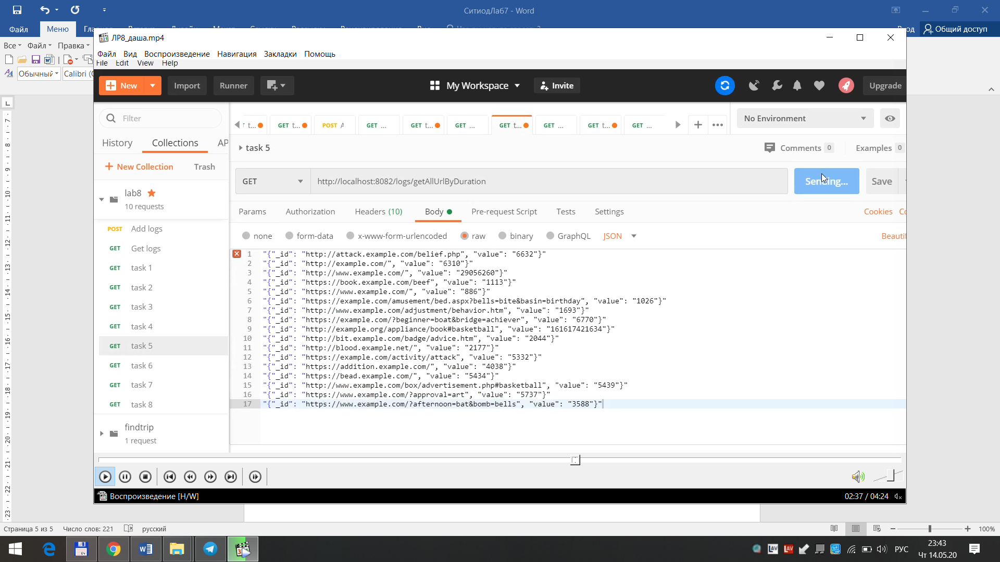 СитиодЛаб7 - Word
Файл
Меню
Общий доступ
Все
Файл
Правка
Обычный
Calibri (
ЛР8_даша.mp4
Файл Вид Воспроизведение Навигация Закладки Помощь
File Edit View Help
New
Import
Runner
My Workspace
Invite
Upgrade
Filter
GET t...
POST A
GET ...
GET t...
GET ...
GET t...
GET ...
GET t...
GET ...
No Environment
History
Collections
AP
task 5
Comments 0
Examples 0
New Collection
Trash
GET
http://localhost:8082/logs/getAllUrlByDuration
Sending...
Save
lab8
10 requests
Params
Authorization
Headers (10)
Body
Pre-request Script
Tests
Settings
Cookies
none
form-data
x-www-form-urlencoded
raw
binary
GraphQL
JSON
Beautif
POST Add logs
GET Get logs
GET task 1
GET task 2
GET task 3
GET task 4
GET task 5
GET task 6
GET task 7
GET task 8
findtrip
1 request
1 "{"_id": "http://attack.example.com/belief.php", "value": "6632"}"
2 "{"_id": "http://example.com/", "value": "6310"}"
3 "{"_id": "http://www.example.com/", "value": "29056260"}"
4 "{"_id": "https://book.example.com/beef", "value": "1113"}"
5 "{"_id": "https://www.example.com/", "value": "886"}"
6 "{"_id": "https://example.com/amusement/bed.aspx?bells=bite&basin=birthday", "value": "1026"}"
7 "{"_id": "http://www.example.com/adjustment/behavior.htm", "value": "1693"}"
8 "{"_id": "https://example.com/?beginner=boat&bridge=achiever", "value": "6770"}"
9 "{"_id": "http://example.org/appliance/book#basketball", "value": "161617421634"}"
10 "{"_id": "http://bit.example.com/badge/advice.htm", "value": "2044"}"
11 "{"_id": "http://blood.example.net/", "value": "2177"}"
12 "{"_id": "https://example.com/activity/attack", "value": "5332"}"
13 "{"_id": "https://addition.example.com/", "value": "4038"}"
14 "{"_id": "https://bead.example.com/", "value": "5434"}"
15 "{"_id": "http://www.example.com/box/advertisement.php#basketball", "value": "5439"}"
16 "{"_id": "https://www.example.com/?approval=art", "value": "5737"}"
17 "{"_id": "https://www.example.com/?afternoon=bat&bomb=bells", "value": "3588"}"
Воспроизведение [H/W]
02:37 / 04:24
Страница 5 из 5
Число слов: 221
русский
100%
РУС
23:43
Чт 14.05.20